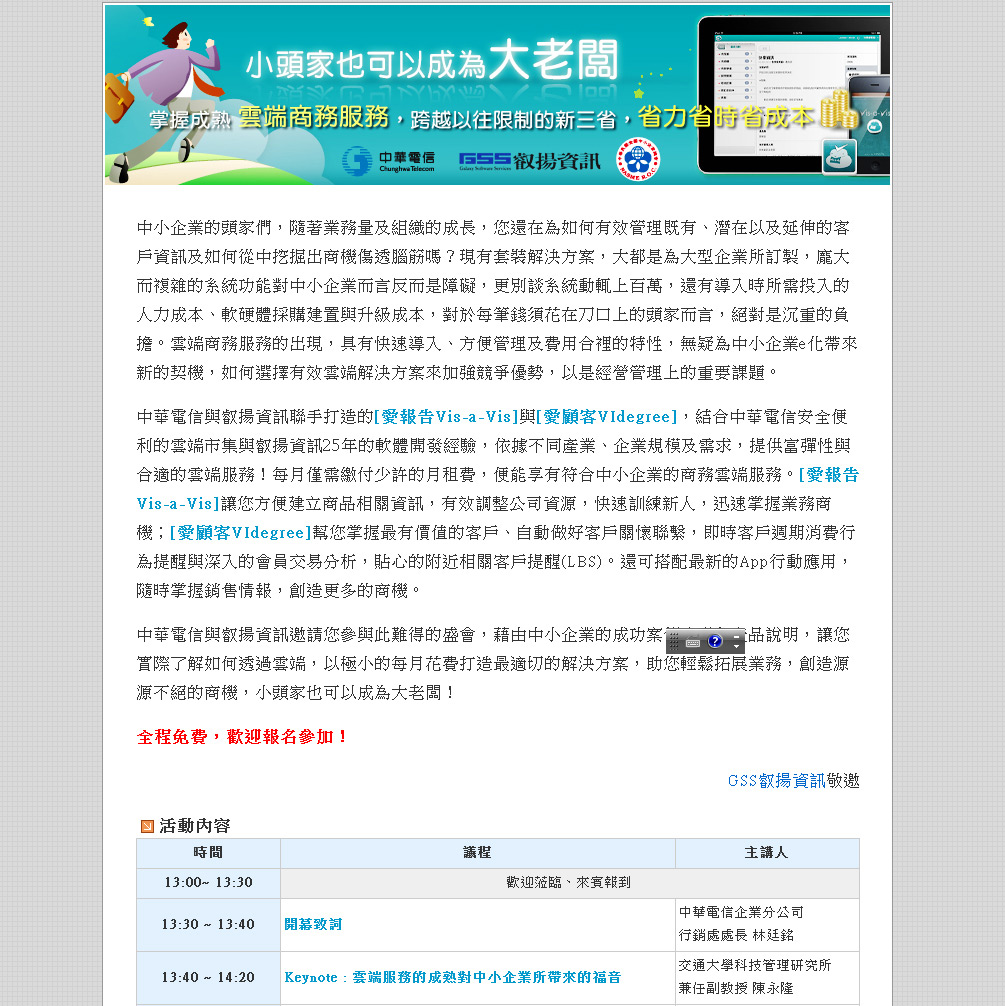 小頭家也可以成為大老闆
掌握成熟 雲端商務服務，跨越以往限制的新三省，省力省時省成本
中華電信
Chunghwa Telecom
GSS 叡揚資訊
Galaxy Software Services
中小企業的頭家們，隨著業務量及組織的成長，您還在為如何有效管理既有、潛在以及延伸的客
戶資訊及如何從中挖掘出商機傷透腦筋嗎？現有套裝解決方案，大都是為大型企業所訂製，龐大
而複雜的系統功能對中小企業而言反而是障礙，更別談系統動輒上百萬，還有導入時所需投入的
人力成本、軟硬體採購建置與升級成本，對於每筆錢須花在刀口上的頭家而言，絕對是沉重的負
擔。雲端商務服務的出現，具有快速導入、方便管理及費用合裡的特性，無疑為中小企業e化帶來
新的契機，如何選擇有效雲端解決方案來加強競爭優勢，以是經營管理上的重要課題。
中華電信與叡揚資訊聯手打造的[愛報告Vis-a-Vis]與[愛顧客VIdegree]，結合中華電信安全便
利的雲端市集與叡揚資訊25年的軟體開發經驗，依據不同產業、企業規模及需求，提供富彈性與
合適的雲端服務！每月僅需繳付少許的月租費，便能享有符合中小企業的商務雲端服務。[愛報告
Vis-a-Vis]讓您方便建立商品相關資訊，有效調整公司資源，快速訓練新人，迅速掌握業務商
機；[愛顧客VIdegree]幫您掌握最有價值的客戶、自動做好客戶關懷聯繫，即時客戶週期消費行
為提醒與深入的會員交易分析，貼心的附近相關客戶提醒(LBS)。還可搭配最新的App行動應用，
隨時掌握銷售情報，創造更多的商機。
中華電信與叡揚資訊邀請您參與此難得的盛會，藉由中小企業的成功案 品說明，讓您
實際了解如何透過雲端，以極小的每月花費打造最適切的解決方案，助您輕鬆拓展業務，創造源
源不絕的商機，小頭家也可以成為大老闆！
全程免費，歡迎報名參加！
GSS叡揚資訊敬邀
活動內容
時間 議程 主講人
13:00~ 13:30 歡迎蒞臨、來賓報到
13:30 ~ 13:40 開幕致詞 中華電信企業分公司
行銷處處長 林廷銘
13:40 ~ 14:20 Keynote：雲端服務的成熟對中小企業所帶來的福音 交通大學科技管理研究所
兼任副教授 陳永隆